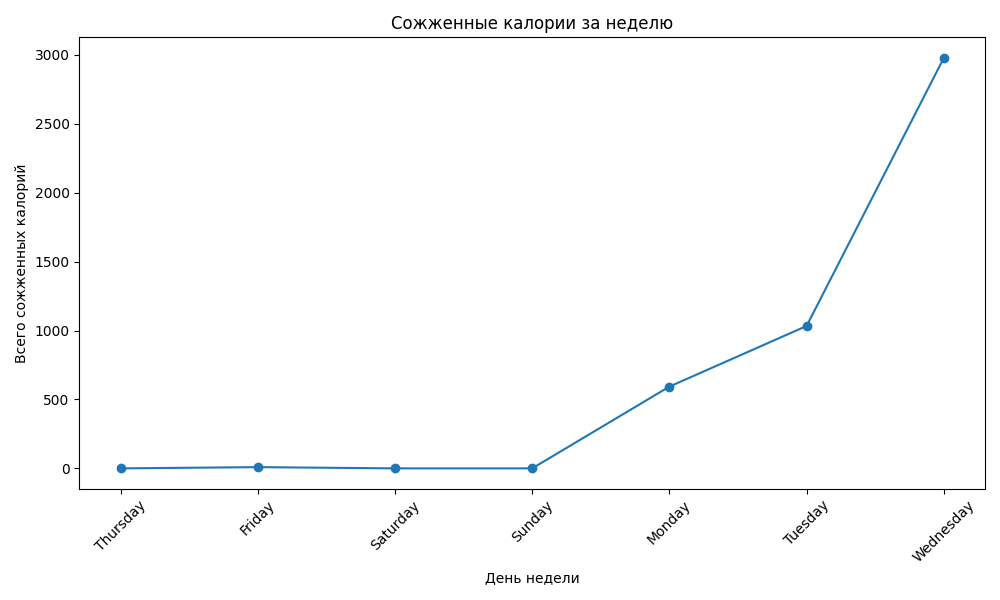 Сожженные калории за неделю
Всего сожженных калорий
3000
2500
2000
1500
1000
500
0
Thursday
Friday
Saturday
Sunday
Monday
Tuesday
Wednesday
День недели